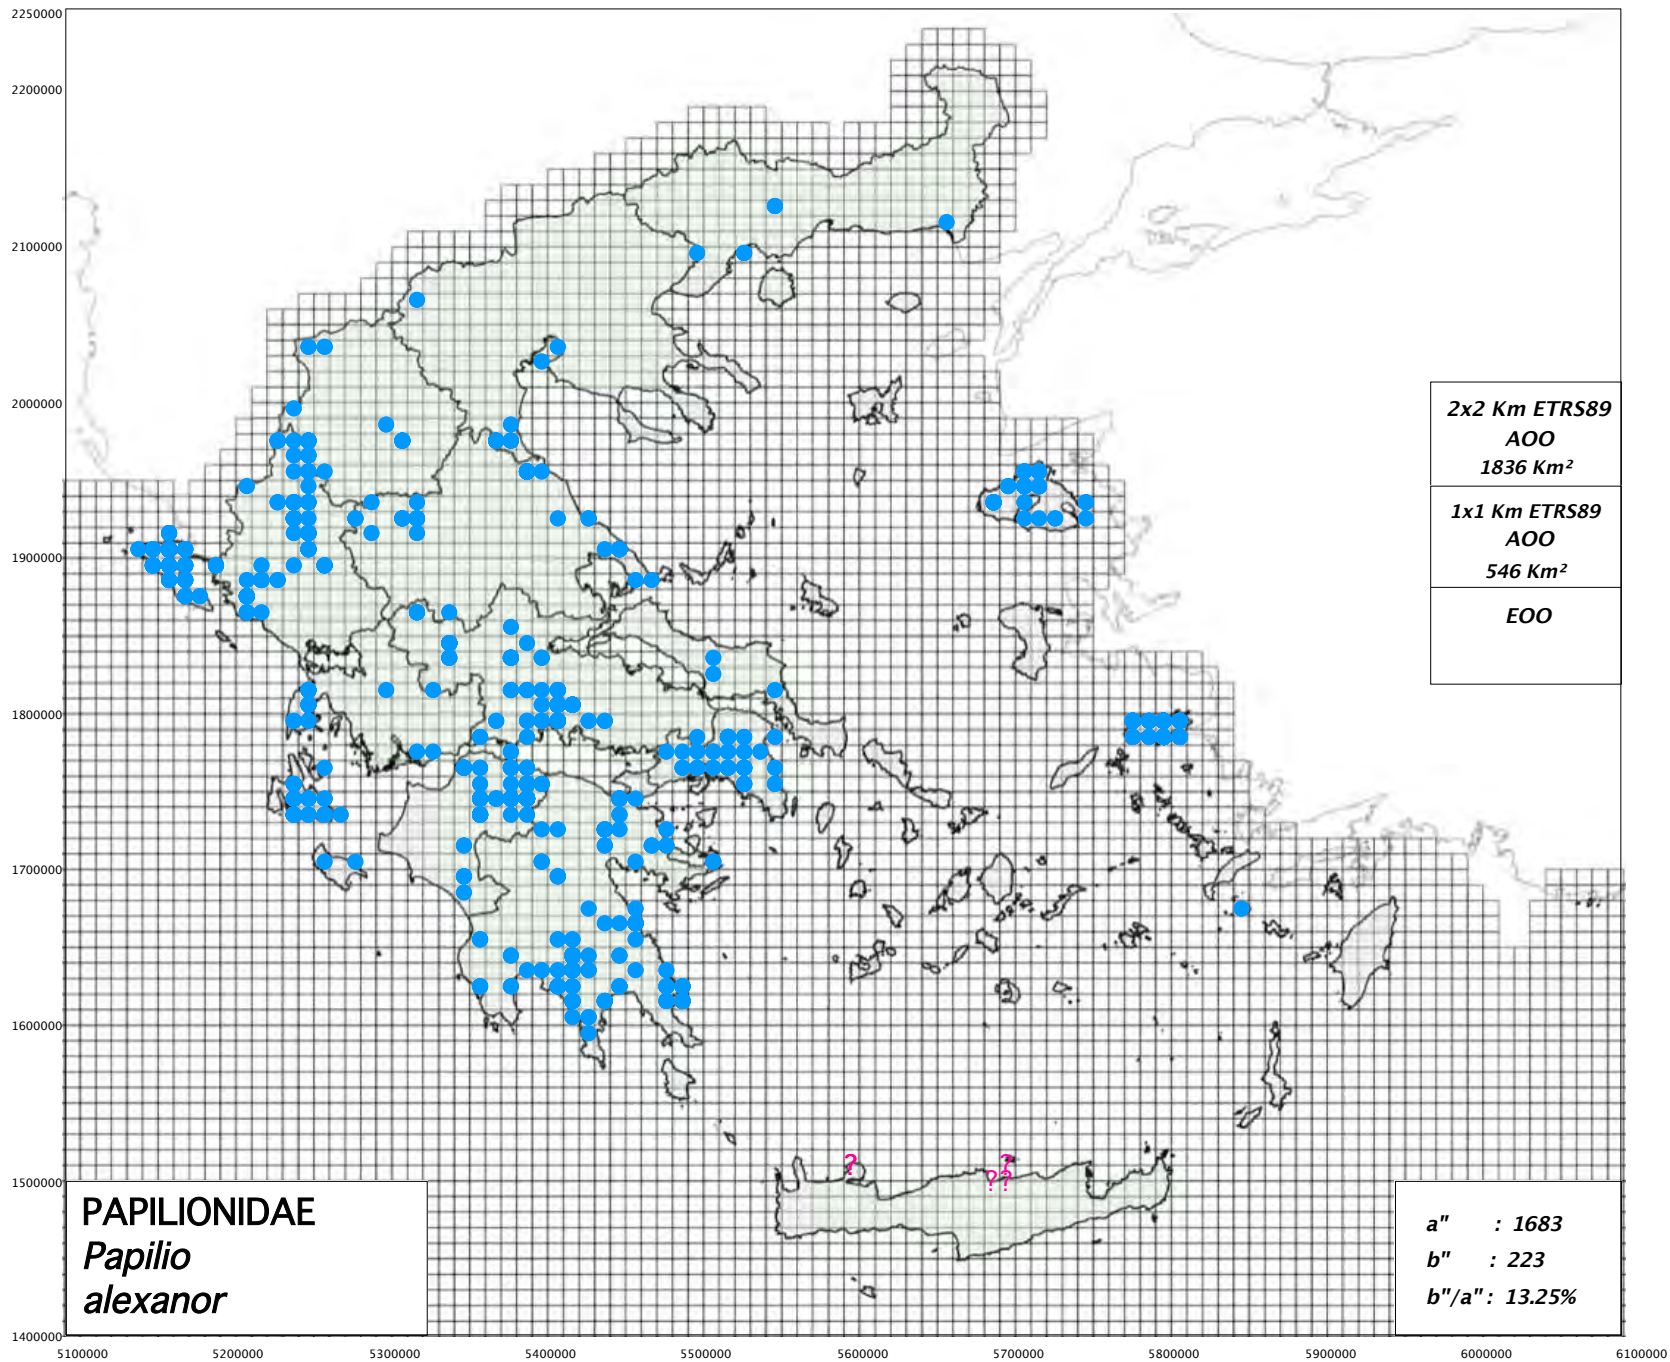 2250000
2200000
2100000
2000000
1900000
1800000
1700000
1600000
1500000
1400000
2x2 Km ETRS89
AOO
1836 Km²
1x1 Km ETRS89
AOO
546 Km²
EOO
?
?
??
PAPILIONIDAE
Papilio
alexanor
a" : 1683
b" : 223
b"/a" : 13.25%
5100000 5200000 5300000 5400000 5500000 5600000 5700000 5800000 5900000 6000000 6100000